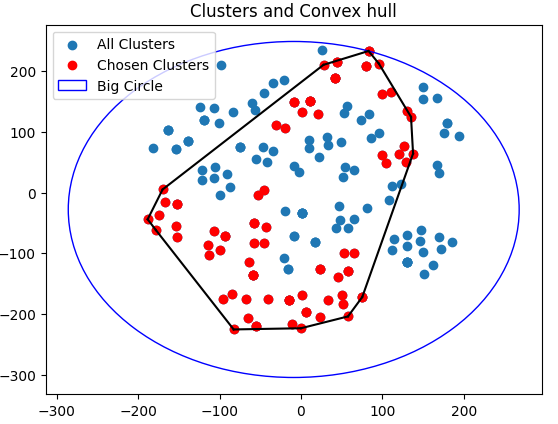 Clusters and Convex hull
All Clusters
Chosen Clusters
Big Circle
200
100
0
−100
−200
−300
−300 −200 −100 0 100 200